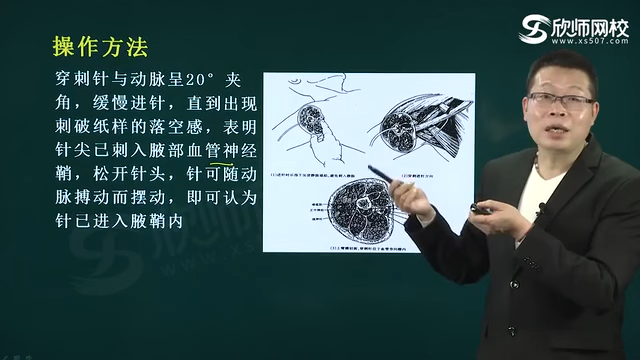 操作方法
欣师网校
www.xs507.com
穿刺针与动脉呈20°夹
角，缓慢进针，直到出现
刺破纸样的落空感，表明
针尖已刺入腋部血管神经
鞘，松开针头，针可随动
脉搏动而摆动，即可认为
针已进入腋鞘内